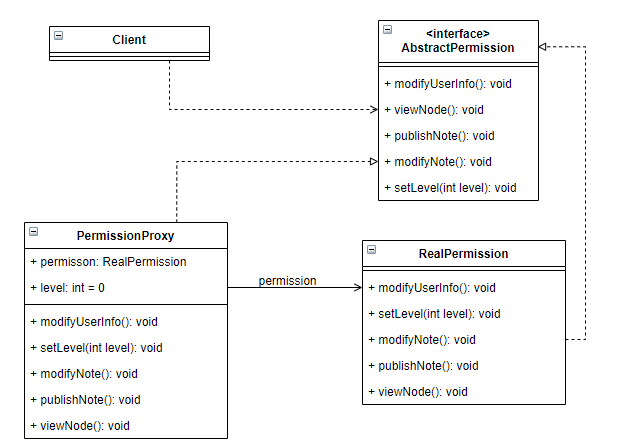 Client
<interface>
AbstractPermission
+ modifyUserInfo(): void
+ viewNode(): void
+ publishNote(): void
+ modifyNote(): void
+ setLevel(int level): void
PermissionProxy
+ permisson: RealPermission
+ level: int = 0
+ modifyUserInfo(): void
+ setLevel(int level): void
+ modifyNote(): void
+ publishNote(): void
+ viewNode(): void
permission
RealPermission
+ modifyUserInfo(): void
+ setLevel(int level): void
+ modifyNote(): void
+ publishNote(): void
+ viewNode(): void